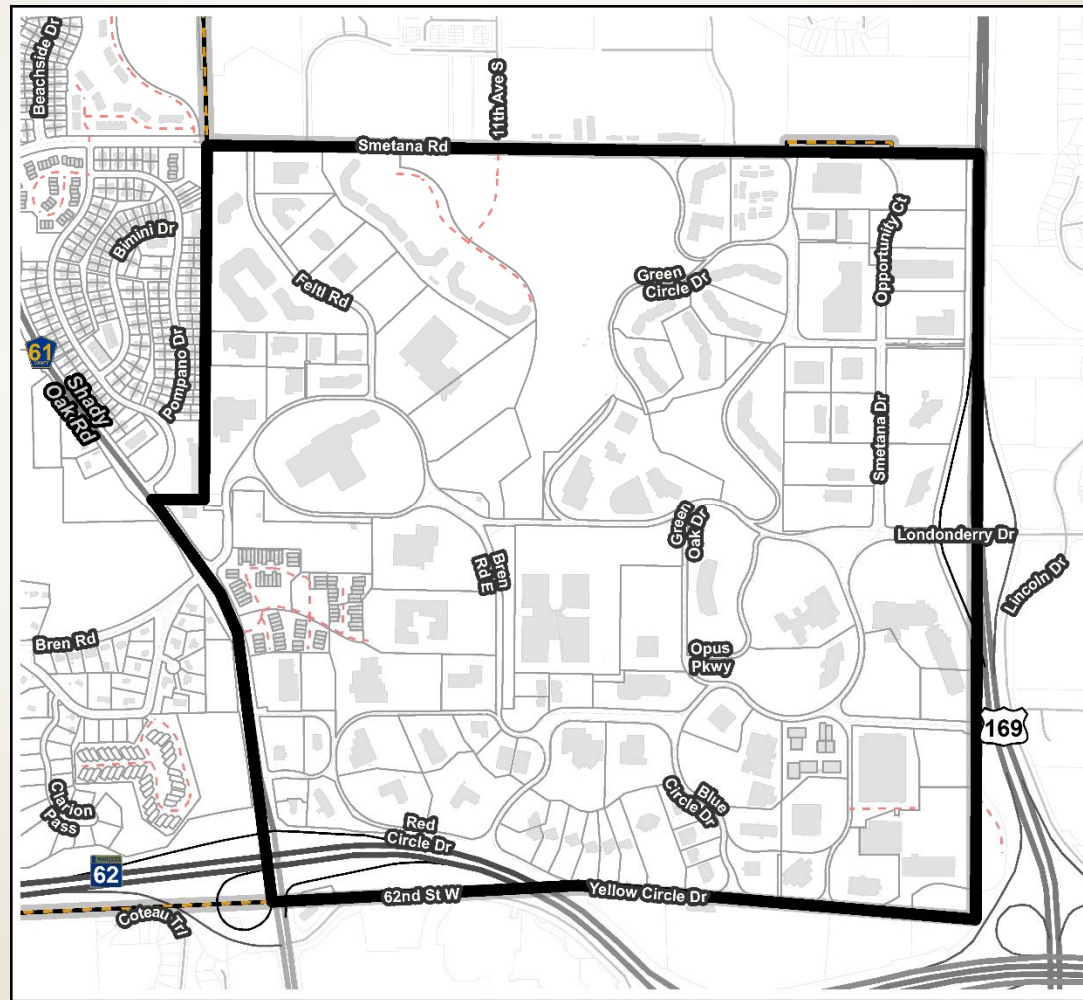 Beachside Dr
11th Ave S
Smetana Rd
Bimini Dr
Opportunity Ct
Green
Circle Dr
Feltl Rd
61
Pompano Dr
Shady
Oak Rd
Smetana Dr
Green
Oak Dr
Londonderry Dr
Bren
Rd E
Lincoln Dr
Bren Rd
Opus
Pkwy
169
Clarion
Pass
Blue
Circle Dr
Red
Circle Dr
62
62nd St W
Yellow Circle Dr
Coteau Trl